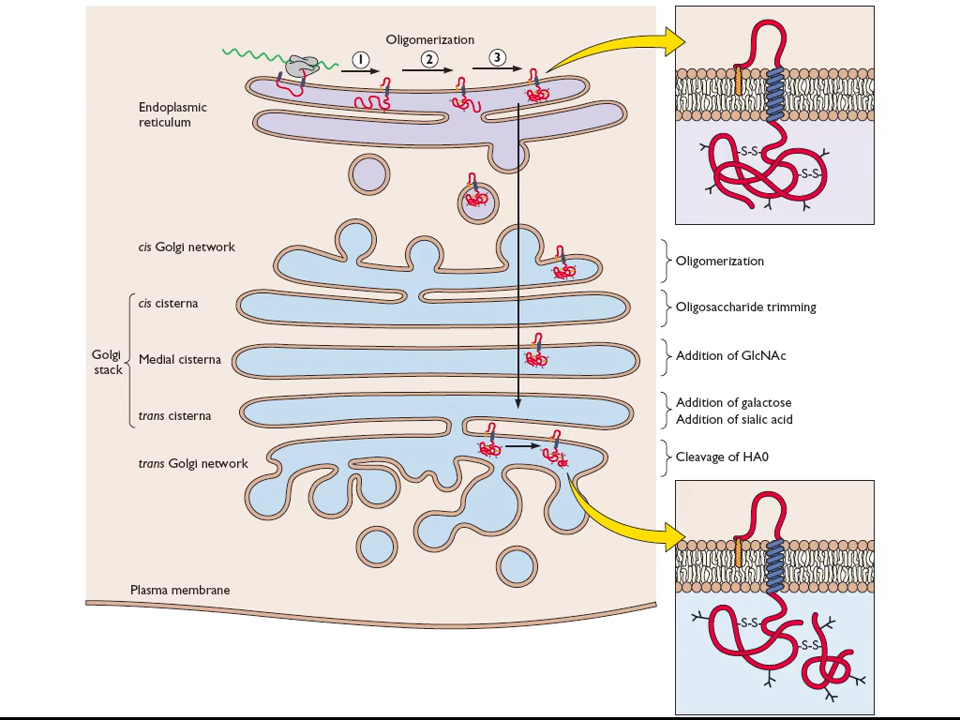 Oligomerization
1
2
3
Endoplasmic
reticulum
-S-S-
-S-S-
cis Golgi network
Oligomerization
cis cisterna
Oligosaccharide trimming
Golgi
stack
Medial cisterna
Addition of GlcNAc
trans cisterna
Addition of galactose
Addition of sialic acid
trans Golgi network
Cleavage of HA0
Plasma membrane
-S-S-
-S-S-